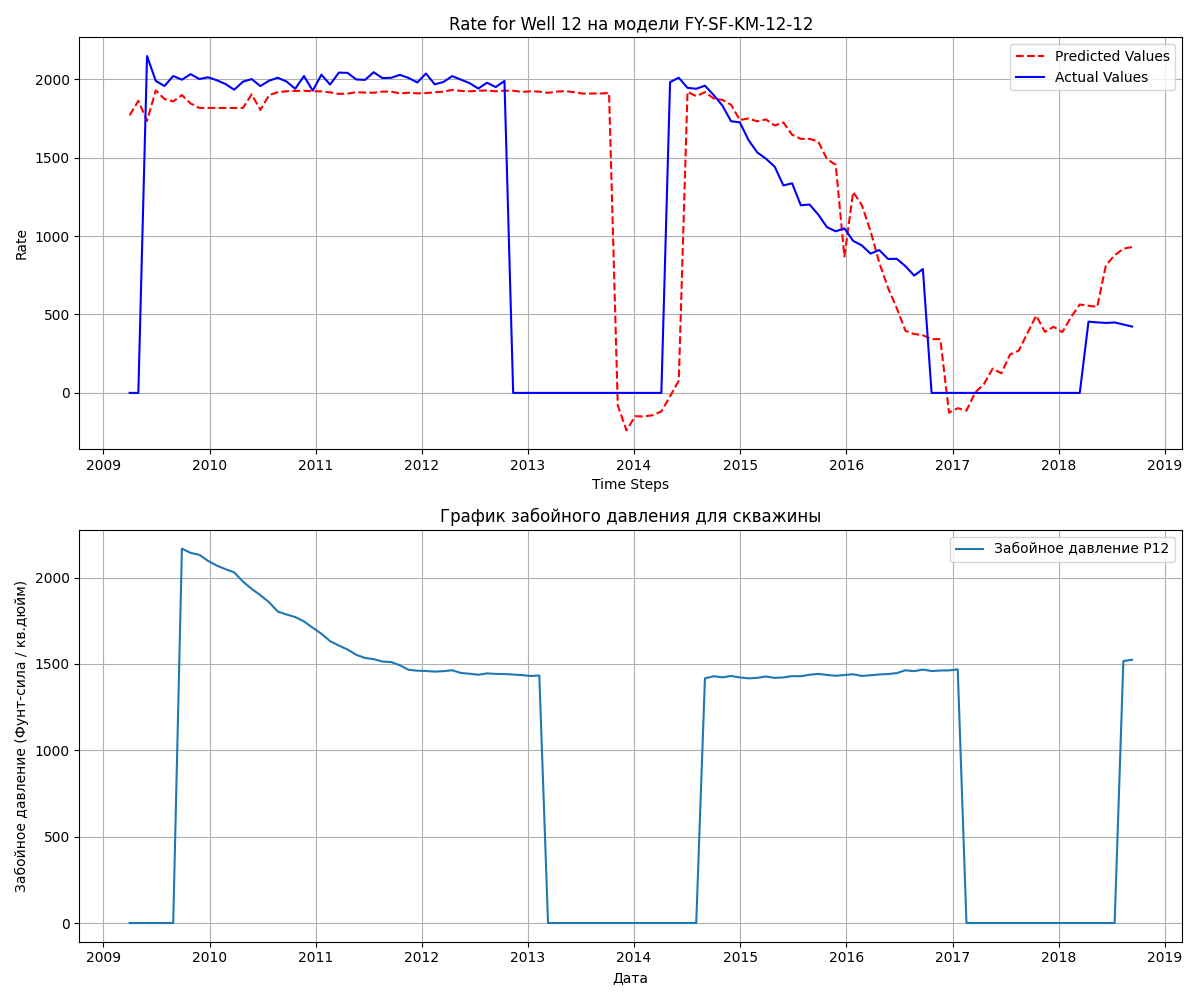 Rate for Well 12 на модели FY-SF-KM-12-12
Predicted Values
Actual Values
Rate
2000
1500
1000
500
0
2009 2010 2011 2012 2013 2014 2015 2016 2017 2018 2019
Time Steps
График забойного давления для скважины
Забойное давление P12
Забойное давление (Фунт-сила / кв.дюйм)
2000
1500
1000
500
0
2009 2010 2011 2012 2013 2014 2015 2016 2017 2018 2019
Дата